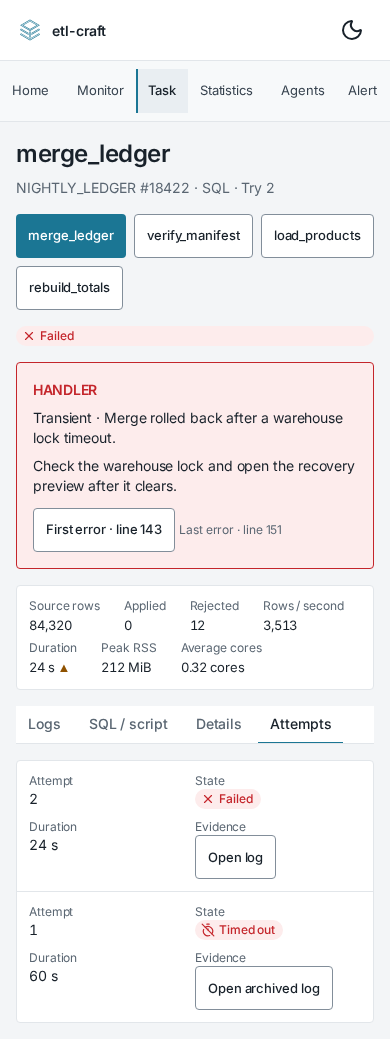 etl-craft
Home Monitor Task Statistics Agents Alert
merge_ledger
NIGHTLY_LEDGER #18422 · SQL · Try 2
merge_ledger verify_manifest load_products
rebuild_totals
Failed
HANDLER
Transient · Merge rolled back after a warehouse
lock timeout.
Check the warehouse lock and open the recovery
preview after it clears.
First error · line 143 Last error · line 151
Source rows Applied Rejected Rows / second
84,320 0 12 3,513
Duration Peak RSS Average cores
24 s ▲ 212 MiB 0.32 cores
Logs SQL / script Details Attempts
Attempt State
2 Failed
Duration Evidence
24 s Open log
Attempt State
1 Timed out
Duration Evidence
60 s Open archived log